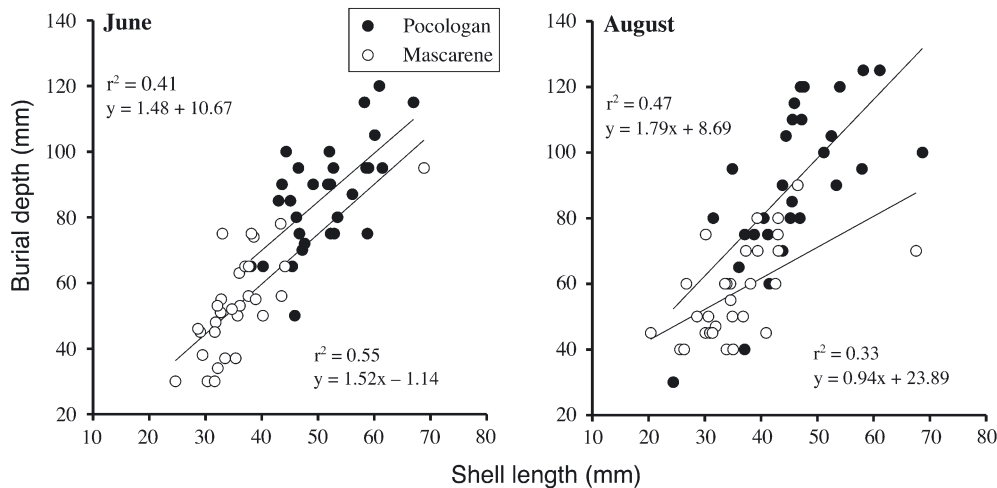 June
Pocologan
Mascarene
August
140
120
100
80
60
40
20
r² = 0.41
y = 1.48 + 10.67
r² = 0.55
y = 1.52x – 1.14
10 20 30 40 50 60 70 80
140
120
100
80
60
40
20
r² = 0.47
y = 1.79x + 8.69
r² = 0.33
y = 0.94x + 23.89
10 20 30 40 50 60 70 80
Burial depth (mm)
Shell length (mm)